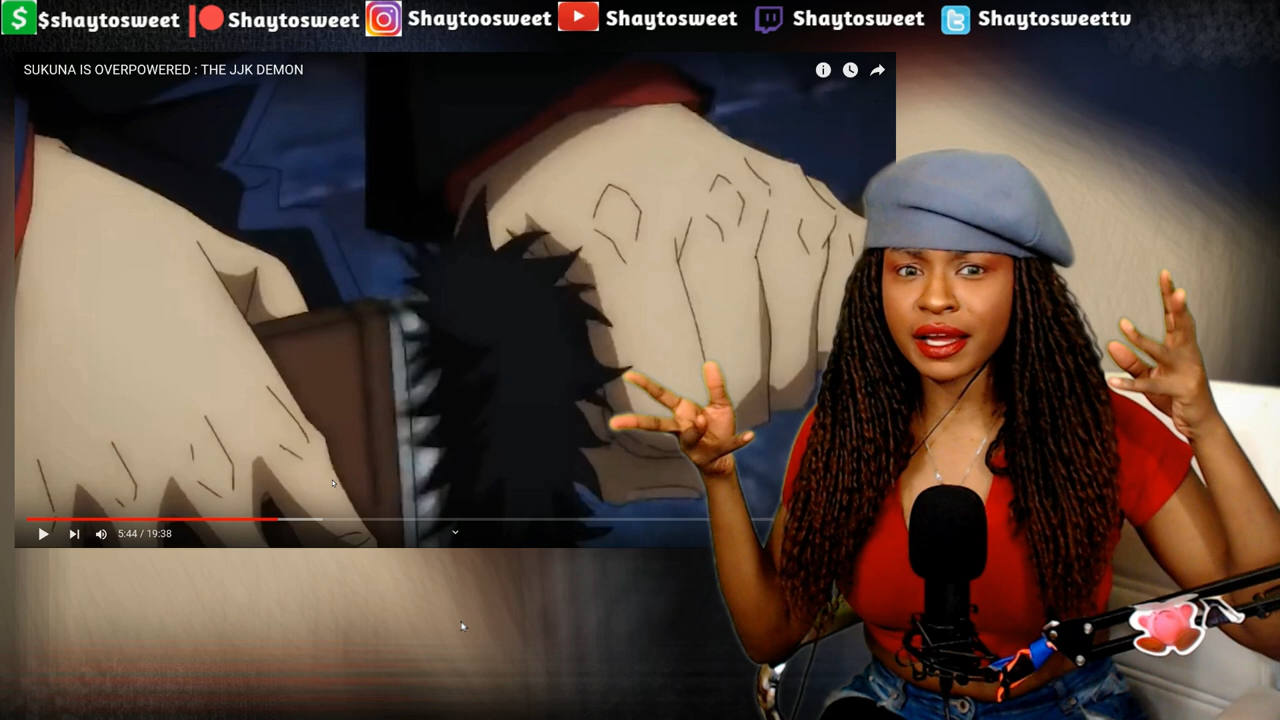 $shaytosweet Shaytosweet Shaytoosweet Shaytosweet Shaytosweet Shaytosweettv
SUKUNA IS OVERPOWERED : THE JJK DEMON
5:44 / 19:38